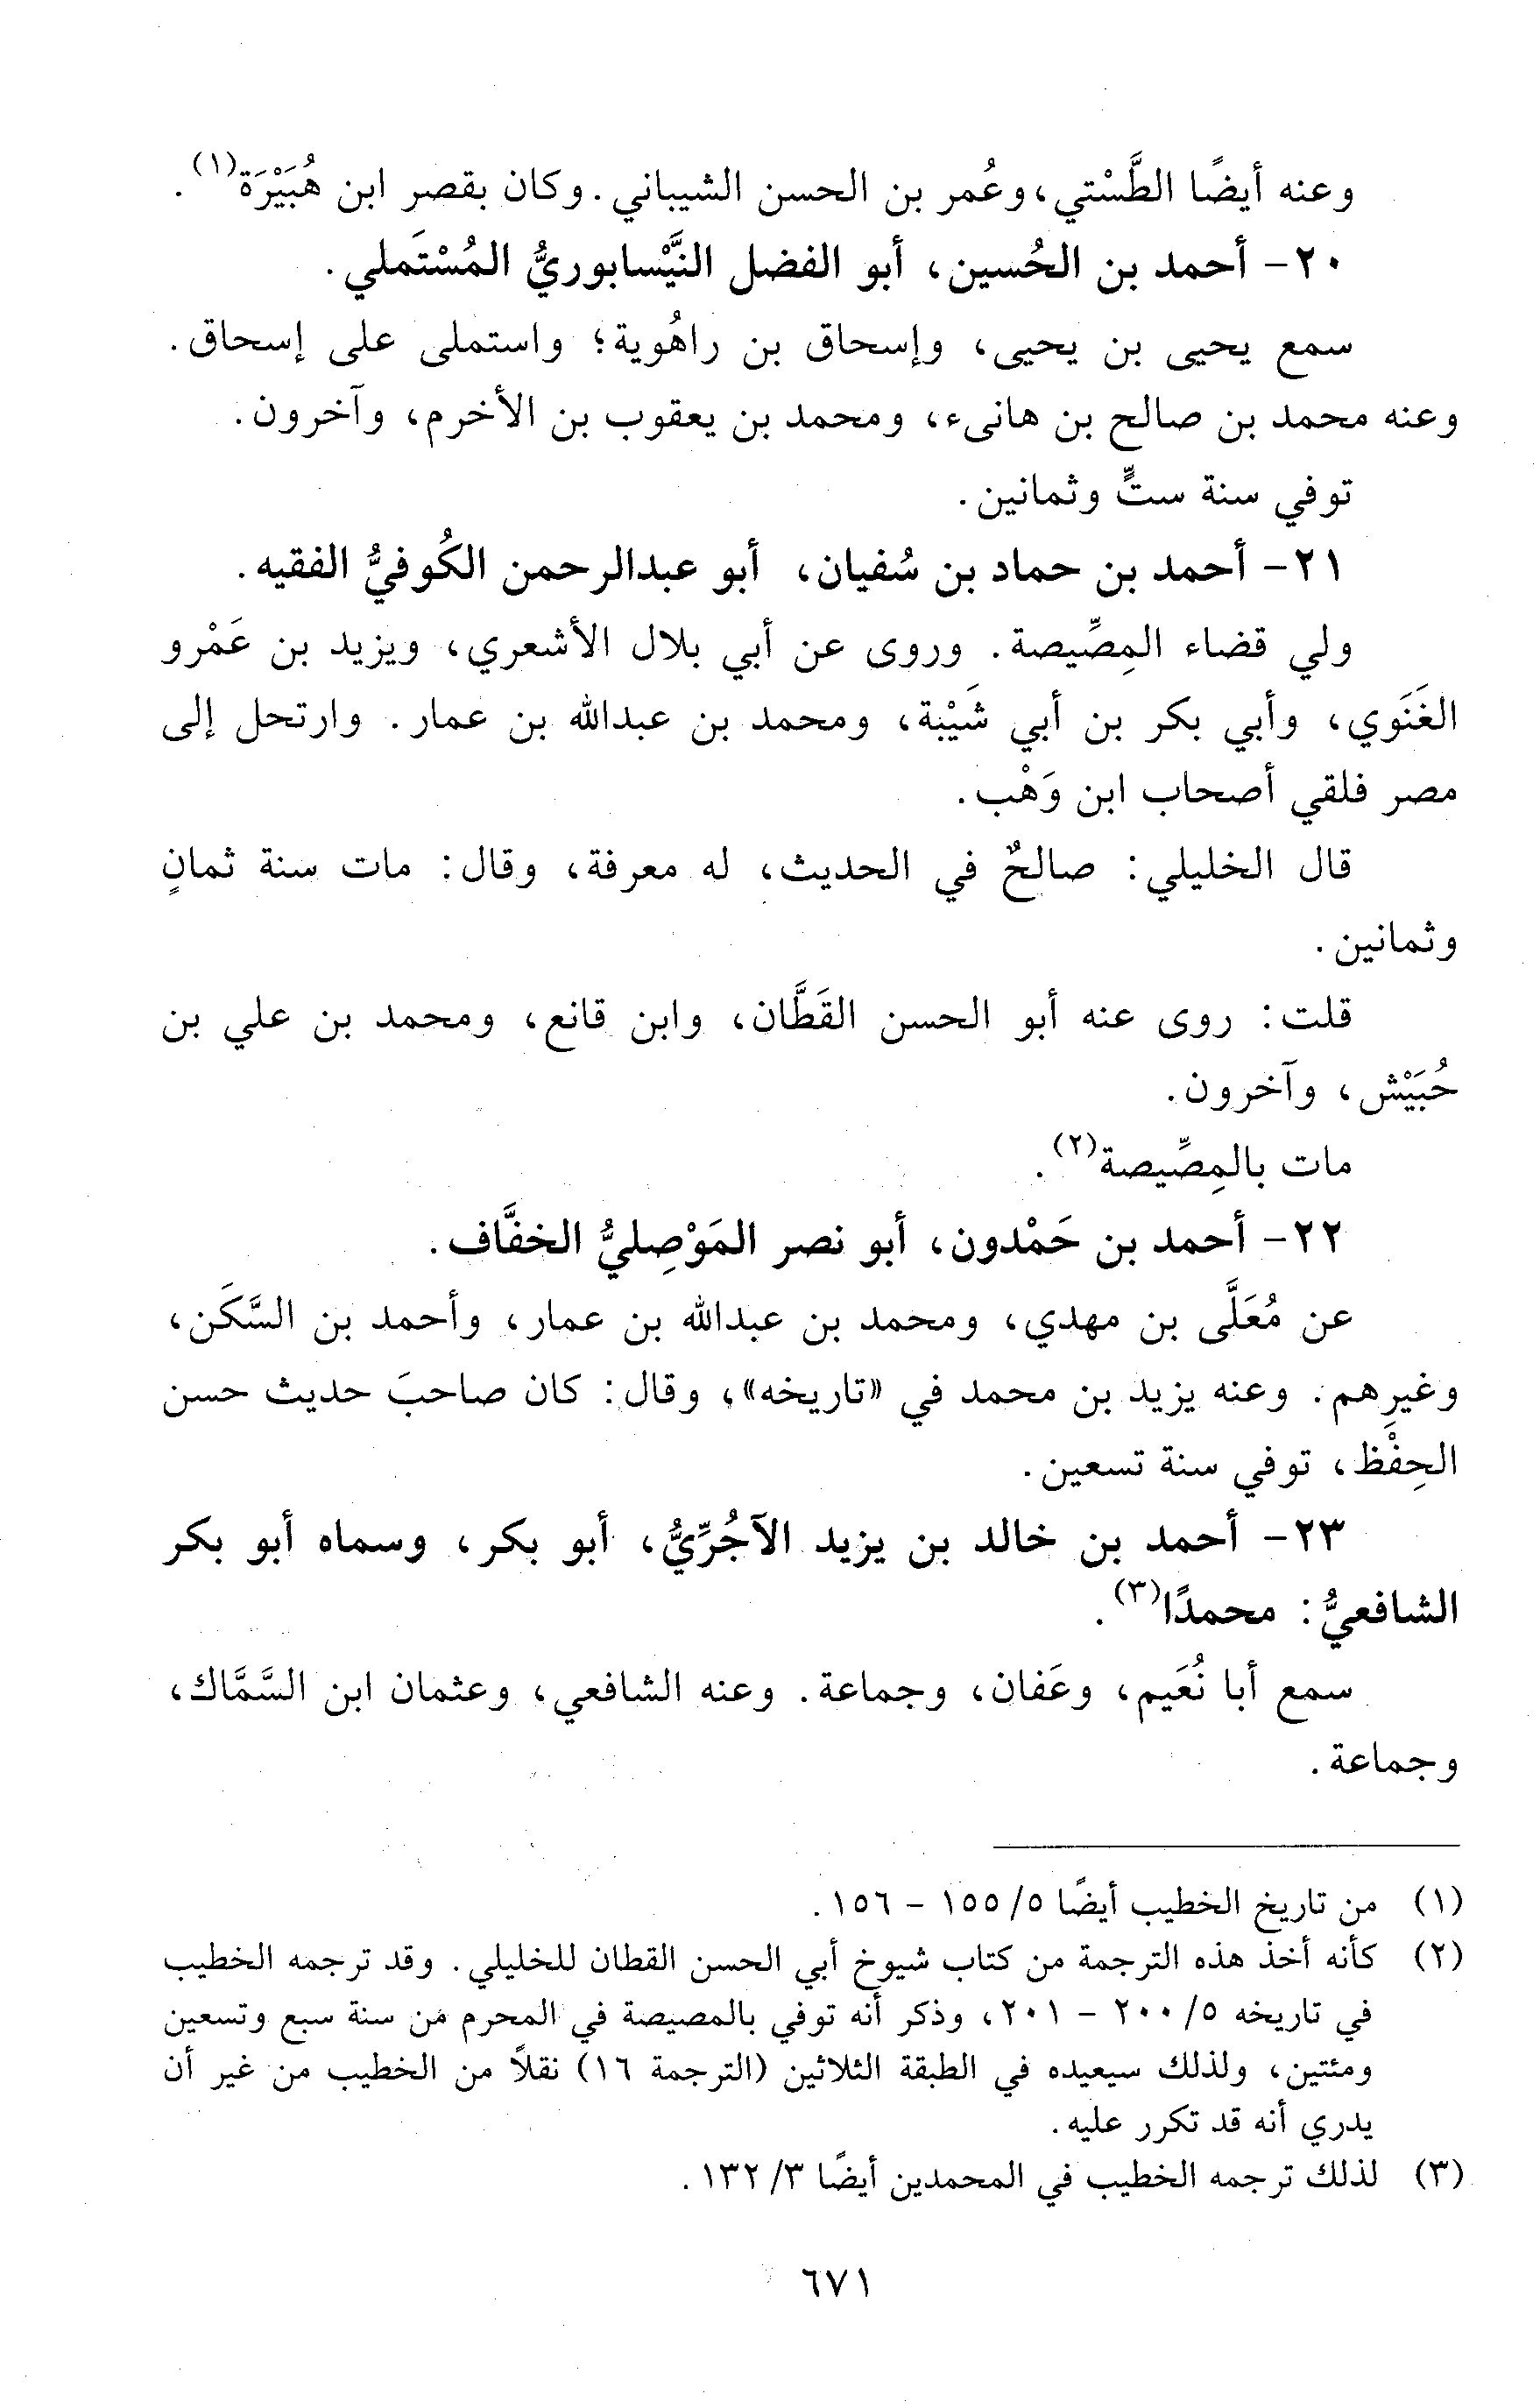 وعنه أيضًا الطَّسْتي، وعُمر بن الحسن الشيباني. وكان بقصر ابن هُبَيْرَة(١).
٢٠- أحمد بن الحُسين، أبو الفضل النَّيْسابوريُّ المُسْتَملي.
سمع يحيى بن يحيى، وإسحاق بن راهُوية؛ واستملى على إسحاق.
وعنه محمد بن صالح بن هانىء، ومحمد بن يعقوب بن الأخرم، وآخرون.
توفي سنة ستٍّ وثمانين.
٢١- أحمد بن حماد بن سُفيان، أبو عبدالرحمن الكُوفيُّ الفقيه.
ولي قضاء المِصِّيصة. وروى عن أبي بلال الأشعري، ويزيد بن عَمْرو
الغَنَوي، وأبي بكر بن أبي شَيْبة، ومحمد بن عبدالله بن عمار. وارتحل إلى
مصر فلقي أصحاب ابن وَهْب.
قال الخليلي: صالحٌ في الحديث، له معرفة، وقال: مات سنة ثمانٍ
وثمانين.
قلت: روى عنه أبو الحسن القَطَّان، وابن قانع، ومحمد بن علي بن
حُبَيْش، وآخرون.
مات بالمِصِّيصة(٢).
٢٢- أحمد بن حَمْدون، أبو نصر المَوْصِليُّ الخفَّاف.
عن مُعَلَّى بن مهدي، ومحمد بن عبدالله بن عمار، وأحمد بن السَّكَن،
وغيرِهم. وعنه يزيد بن محمد في «تاريخه»، وقال: كان صاحبَ حديث حسن
الحِفْظ، توفي سنة تسعين.
٢٣- أحمد بن خالد بن يزيد الآجُرِّيُّ، أبو بكر، وسماه أبو بكر
الشافعيُّ: محمدًا(٣).
سمع أبا نُعَيم، وعَفان، وجماعة. وعنه الشافعي، وعثمان ابن السَّمَّاك،
وجماعة.
(١) من تاريخ الخطيب أيضًا ٥/ ١٥٥ - ١٥٦.
(٢) كأنه أخذ هذه الترجمة من كتاب شيوخ أبي الحسن القطان للخليلي. وقد ترجمه الخطيب
في تاريخه ٥/ ٢٠٠ - ٢٠١، وذكر أنه توفي بالمصيصة في المحرم من سنة سبع وتسعين
ومئتين، ولذلك سيعيده في الطبقة الثلاثين (الترجمة ١٦) نقلاً من الخطيب من غير أن
يدري أنه قد تكرر عليه.
(٣) لذلك ترجمه الخطيب في المحمدين أيضًا ٣/ ١٣٢.
٦٧١